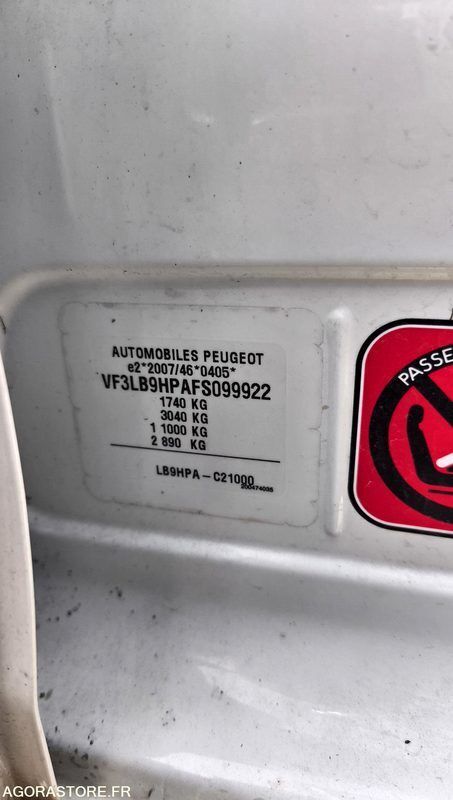 AUTOMOBILES PEUGEOT
e2*2007/46*0405*
VF3LB9HPAFS099922
1740 KG
3040 KG
1 1000 KG
2 890 KG
LB9HPA-C21000
200474035
AGORASTORE.FR